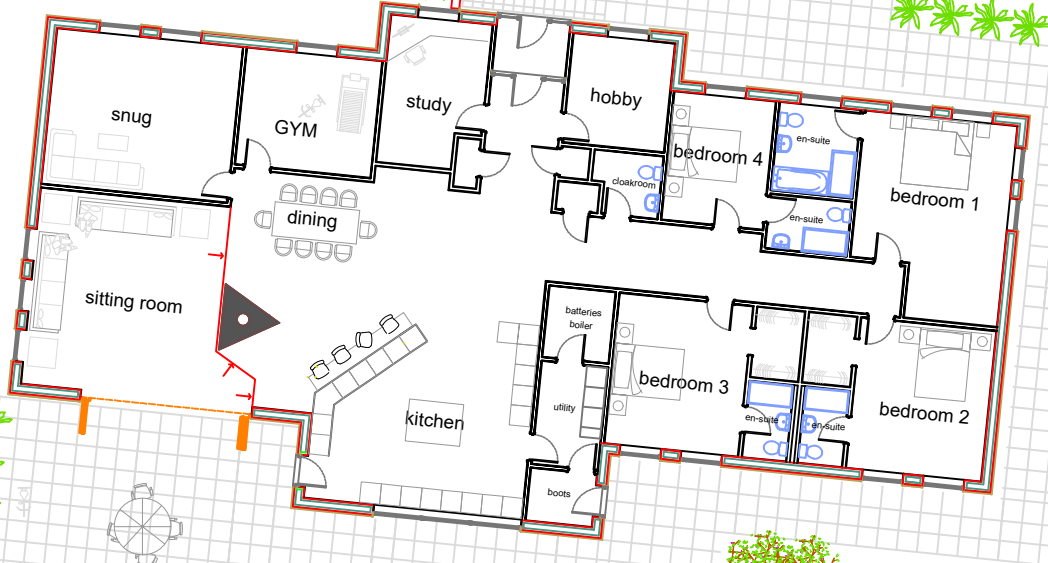 snug
GYM
study
hobby
bedroom 4
en-suite
bedroom 1
cloakroom
en-suite
dining
sitting room
batteries
boiler
bedroom 3
bedroom 2
utility
en-suite
en-suite
kitchen
boots